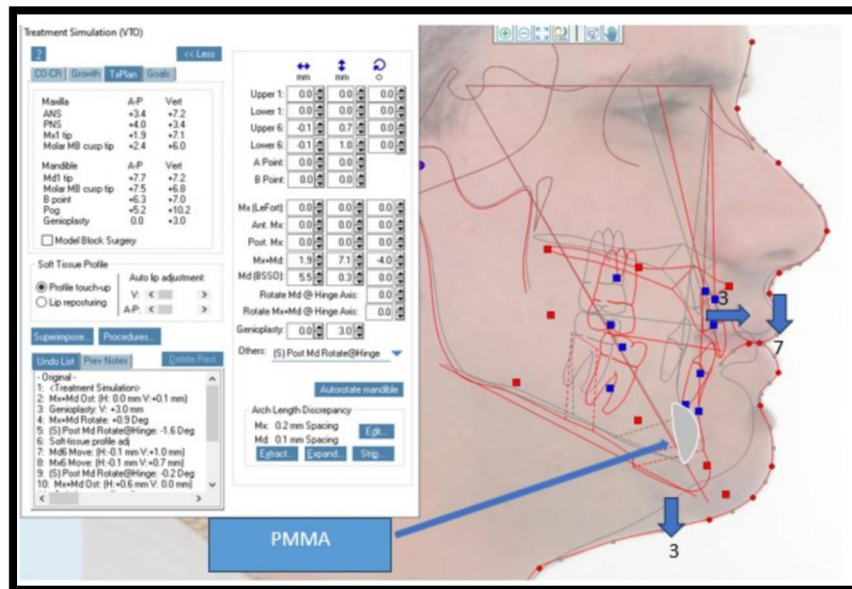 Treatment Simulation (VTO)
?
<< Less
CO-CR Growth TxPlan Goals
Maxilla A-P Vert
ANS +3.4 +7.2
PNS +4.0 +3.4
Mx1 tip +1.9 +7.1
Molar MB cusp tip +2.4 +6.0
Mandible A-P Vert
Md1 tip +7.7 +7.2
Molar MB cusp tip +7.5 +6.8
B point +6.3 +7.0
Pog +5.2 +10.2
Genioplasty 0.0 +3.0
Model Block Surgery
Soft Tissue Profile
Profile touch-up
Lip reposturing
Auto lip adjustment:
V: < >
A-P: < >
Superimpose... Procedures...
Undo List Prev Notes Delete Rest
- Original -
1: <Treatment Simulation>
2: Mx+Md Dst: (H: 0.0 mm V:+0.1 mm)
3: Genioplasty: V: +3.0 mm
4: Mx+Md Rotate: +0.9 Deg
5: (S) Post Md Rotate@Hinge: -1.6 Deg
6: Soft-tissue profile adj
7: Md6 Move: (H:-0.1 mm V:+1.0 mm)
8: Mx6 Move: (H:-0.1 mm V:+0.7 mm)
9: (S) Post Md Rotate@Hinge: -0.2 Deg
10: Mx+Md Dst: (H:+0.6 mm V: 0.0 mm)
mm mm o
Upper 1: 0.0 0.0 0.0
Lower 1: 0.0 0.0 0.0
Upper 6: -0.1 0.7 0.0
Lower 6: -0.1 1.0 0.0
A Point: 0.0 0.0
B Point: 0.0 0.0
Mx (LeFort): 0.0 0.0 0.0
Ant. Mx: 0.0 0.0 0.0
Post. Mx: 0.0 0.0 0.0
Mx+Md: 1.9 7.1 -4.0
Md (BSSO): 5.5 0.3 0.0
Rotate Md @ Hinge Axis: 0.0
Rotate Mx+Md @ Hinge Axis: 0.0
Genioplasty: 0.0 3.0
Others: (S) Post Md Rotate@Hinge
Autorotate mandible
Arch Length Discrepancy
Mx: 0.2 mm Spacing
Md: 0.1 mm Spacing
Edit...
Extract... Expand... Strip...
3
7
PMMA
3